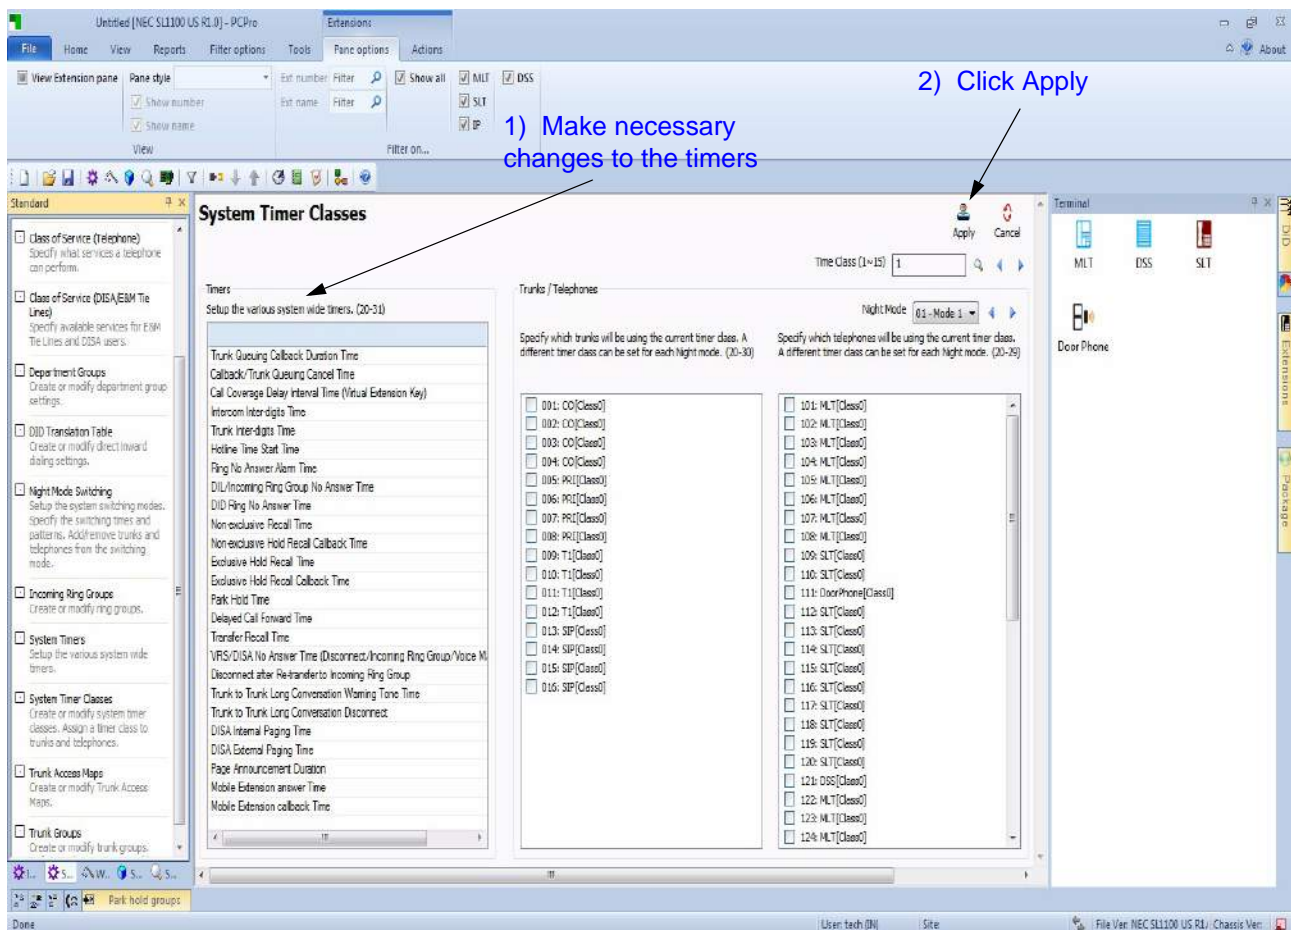 Untitled [NEC SL1100 US R1.0] - PCPro
Extensions
File Home View Reports Filter options Tools Pane options Actions
About
View Extension pane
Pane style
Show number
Show name
View
Ext number Filter
Ext name Filter
Show all
MLT
DSS
SLT
IP
Filter on...
1) Make necessary
changes to the timers
2) Click Apply
Standard
Class of Service (Telephone)
Specify what services a telephone
can perform.
Class of Service (DISA/E&M Tie
Lines)
Specify available services for E&M
Tie Lines and DISA users.
Department Groups
Create or modify department group
settings.
DID Translation Table
Create or modify direct inward
dialing settings.
Night Mode Switching
Setup the system switching modes.
Specify the switching times and
patterns. Add/remove trunks and
telephones from the switching
mode.
Incoming Ring Groups
Create or modify ring groups.
System Timers
Setup the various system wide
timers.
System Timer Classes
Create or modify system timer
classes. Assign a timer class to
trunks and telephones.
Trunk Access Maps
Create or modify Trunk Access
Maps.
Trunk Groups
Create or modify trunk groups.
I... S... W... S... S...
Park hold groups
Done
System Timer Classes
Apply
Cancel
Time Class (1~15) 1
Timers
Setup the various system wide timers. (20-31)
Trunk Queuing Callback Duration Time
Callback/Trunk Queuing Cancel Time
Call Coverage Delay Interval Time (Virtual Extension Key)
Intercom Inter-digits Time
Trunk Inter-digits Time
Hotline Time Start Time
Ring No Answer Alarm Time
DIL/Incoming Ring Group No Answer Time
DID Ring No Answer Time
Non-exclusive Recall Time
Non-exclusive Hold Recall Callback Time
Exclusive Hold Recall Time
Exclusive Hold Recall Callback Time
Park Hold Time
Delayed Call Forward Time
Transfer Recall Time
VRS/DISA No Answer Time (Disconnect/Incoming Ring Group/Voice M
Disconnect after Re-transfer to Incoming Ring Group
Trunk to Trunk Long Conversation Warning Tone Time
Trunk to Trunk Long Conversation Disconnect
DISA Internal Paging Time
DISA External Paging Time
Page Announcement Duration
Mobile Extension answer Time
Mobile Extension callback Time
Trunks / Telephones
Night Mode 01 - Mode 1
Specify which trunks will be using the current timer class. A
different timer class can be set for each Night mode. (20-30)
001: CO[Class0]
002: CO[Class0]
003: CO[Class0]
004: CO[Class0]
005: PRI[Class0]
006: PRI[Class0]
007: PRI[Class0]
008: PRI[Class0]
009: T1[Class0]
010: T1[Class0]
011: T1[Class0]
012: T1[Class0]
013: SIP[Class0]
014: SIP[Class0]
015: SIP[Class0]
016: SIP[Class0]
Specify which telephones will be using the current timer class.
A different timer class can be set for each Night mode. (20-29)
101: MLT[Class0]
102: MLT[Class0]
103: MLT[Class0]
104: MLT[Class0]
105: MLT[Class0]
106: MLT[Class0]
107: MLT[Class0]
108: MLT[Class0]
109: SLT[Class0]
110: SLT[Class0]
111: DoorPhone[Class0]
112: SLT[Class0]
113: SLT[Class0]
114: SLT[Class0]
115: SLT[Class0]
116: SLT[Class0]
117: SLT[Class0]
118: SLT[Class0]
119: SLT[Class0]
120: SLT[Class0]
121: DSS[Class0]
122: MLT[Class0]
123: MLT[Class0]
124: MLT[Class0]
Terminal
MLT
DSS
SLT
Door Phone
DID
Extensions
Package
User: tech (IN)
Site:
File Ver: NEC SL1100 US R1.
Chassis Ver: